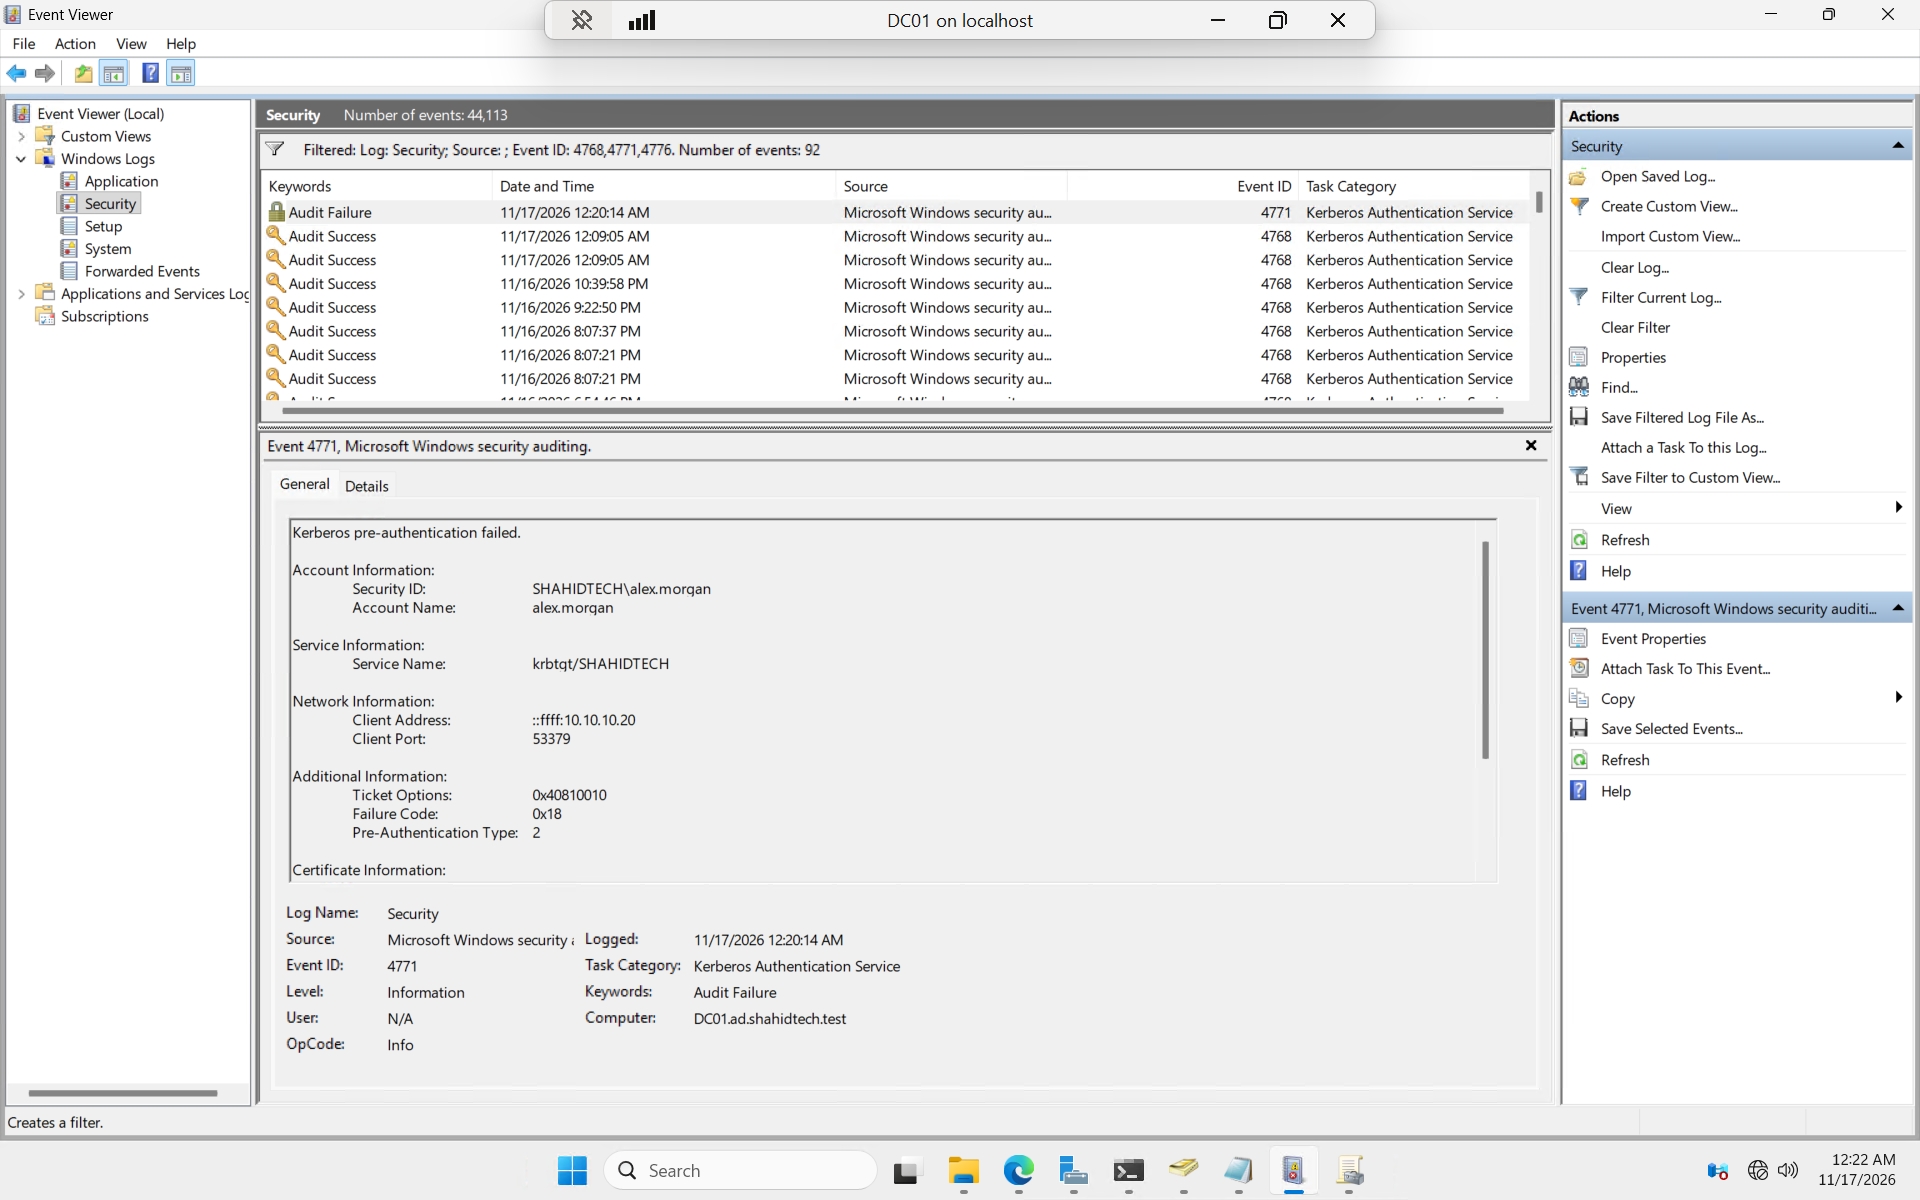 Event Viewer
DC01 on localhost
File Action View Help
Event Viewer (Local)
Custom Views
Windows Logs
Application
Security
Setup
System
Forwarded Events
Applications and Services Log
Subscriptions
Security Number of events: 44,113
Filtered: Log: Security; Source: ; Event ID: 4768,4771,4776. Number of events: 92
Keywords Date and Time Source Event ID Task Category
Audit Failure 11/17/2026 12:20:14 AM Microsoft Windows security au... 4771 Kerberos Authentication Service
Audit Success 11/17/2026 12:09:05 AM Microsoft Windows security au... 4768 Kerberos Authentication Service
Audit Success 11/17/2026 12:09:05 AM Microsoft Windows security au... 4768 Kerberos Authentication Service
Audit Success 11/16/2026 10:39:58 PM Microsoft Windows security au... 4768 Kerberos Authentication Service
Audit Success 11/16/2026 9:22:50 PM Microsoft Windows security au... 4768 Kerberos Authentication Service
Audit Success 11/16/2026 8:07:37 PM Microsoft Windows security au... 4768 Kerberos Authentication Service
Audit Success 11/16/2026 8:07:21 PM Microsoft Windows security au... 4768 Kerberos Authentication Service
Audit Success 11/16/2026 8:07:21 PM Microsoft Windows security au... 4768 Kerberos Authentication Service
Event 4771, Microsoft Windows security auditing.
General Details
Kerberos pre-authentication failed.
Account Information:
Security ID: SHAHIDTECH\alex.morgan
Account Name: alex.morgan
Service Information:
Service Name: krbtgt/SHAHIDTECH
Network Information:
Client Address: ::ffff:10.10.10.20
Client Port: 53379
Additional Information:
Ticket Options: 0x40810010
Failure Code: 0x18
Pre-Authentication Type: 2
Certificate Information:
Log Name: Security
Source: Microsoft Windows security Logged: 11/17/2026 12:20:14 AM
Event ID: 4771 Task Category: Kerberos Authentication Service
Level: Information Keywords: Audit Failure
User: N/A Computer: DC01.ad.shahidtech.test
OpCode: Info
Actions
Security
Open Saved Log...
Create Custom View...
Import Custom View...
Clear Log...
Filter Current Log...
Clear Filter
Properties
Find...
Save Filtered Log File As...
Attach a Task To this Log...
Save Filter to Custom View...
View
Refresh
Help
Event 4771, Microsoft Windows security auditi...
Event Properties
Attach Task To This Event...
Copy
Save Selected Events...
Refresh
Help
Creates a filter.
Search
12:22 AM
11/17/2026